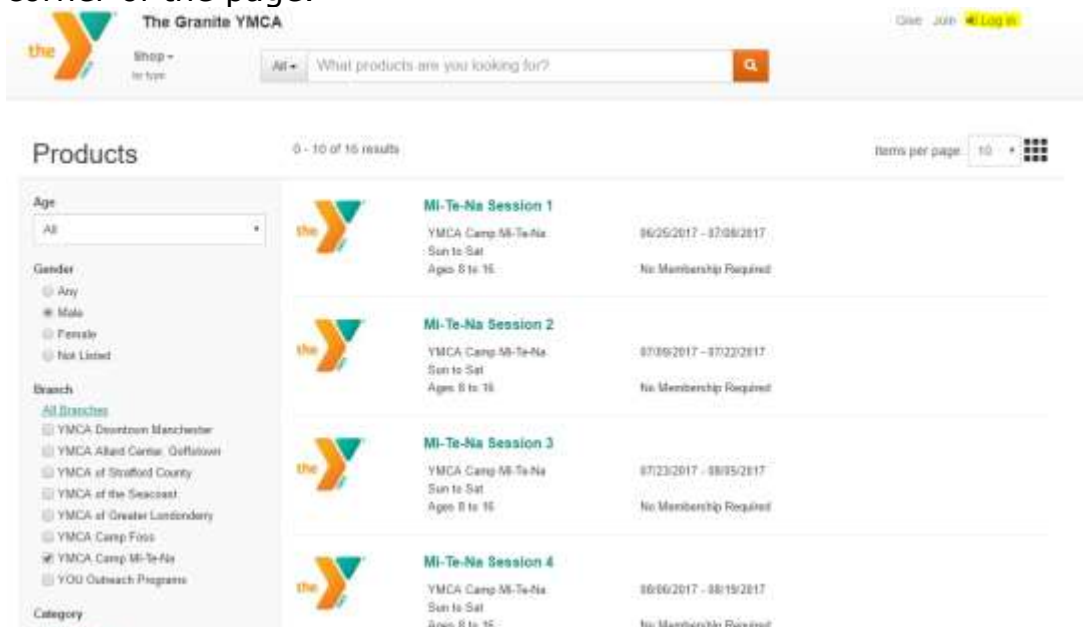 corner of the page.
The Granite YMCA
Give Join Log in
the
Shop
by type
All What products are you looking for?
Products
0 - 10 of 16 results
Items per page: 10
Age
All
Gender
Any
Male
Female
Not Listed
Branch
All Branches
YMCA Downtown Manchester
YMCA Allard Center, Goffstown
YMCA of Strafford County
YMCA of the Seacoast
YMCA of Greater Londonderry
YMCA Camp Foss
YMCA Camp Mi-Te-Na
YOU Outreach Programs
Category
the
Mi-Te-Na Session 1
YMCA Camp Mi-Te-Na 06/25/2017 - 07/08/2017
Sun to Sat
Ages 8 to 16 No Membership Required
the
Mi-Te-Na Session 2
YMCA Camp Mi-Te-Na 07/09/2017 - 07/22/2017
Sun to Sat
Ages 8 to 16 No Membership Required
the
Mi-Te-Na Session 3
YMCA Camp Mi-Te-Na 07/23/2017 - 08/05/2017
Sun to Sat
Ages 8 to 16 No Membership Required
the
Mi-Te-Na Session 4
YMCA Camp Mi-Te-Na 08/06/2017 - 08/19/2017
Sun to Sat
Ages 8 to 16 No Membership Required